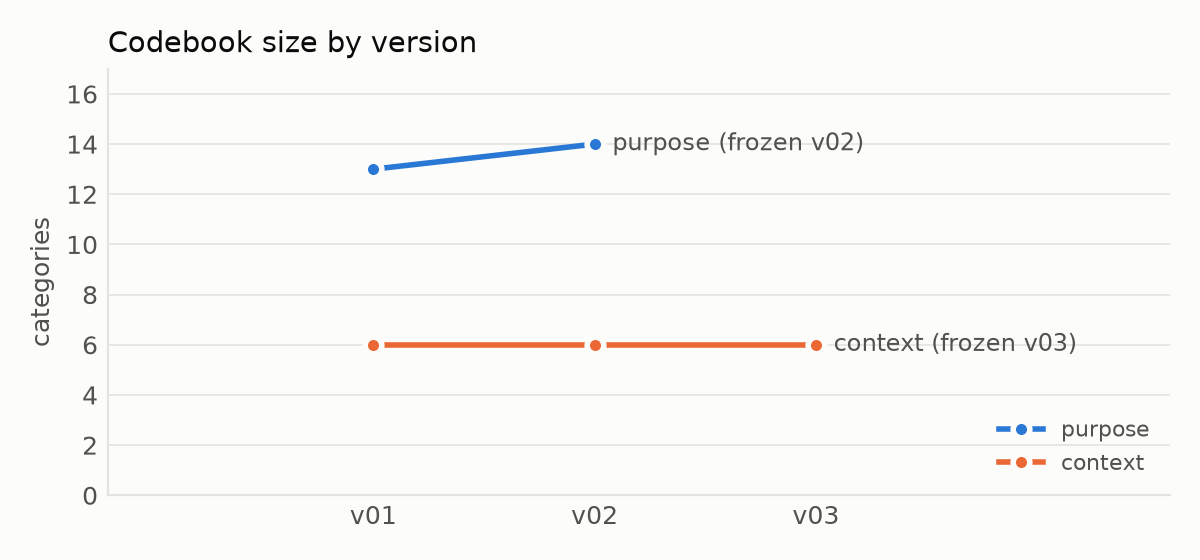 Codebook size by version
16
14
12
10
8
6
4
2
0
categories
purpose (frozen v02)
context (frozen v03)
purpose
context
v01
v02
v03